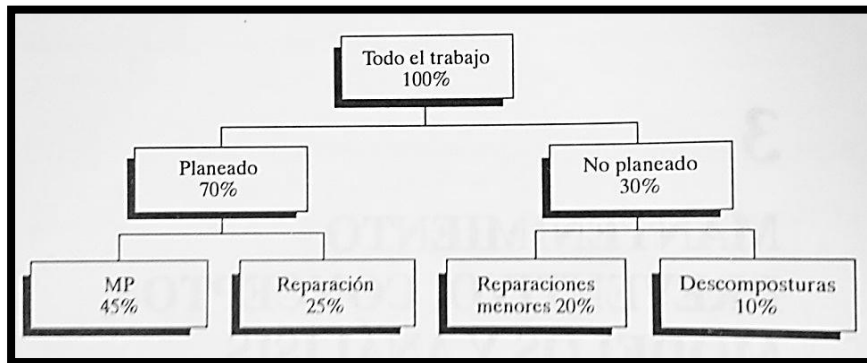 Todo el trabajo
100%
Planeado
70%
No planeado
30%
MP
45%
Reparación
25%
Reparaciones
menores 20%
Descomposturas
10%
3
MANTENIMIENTO